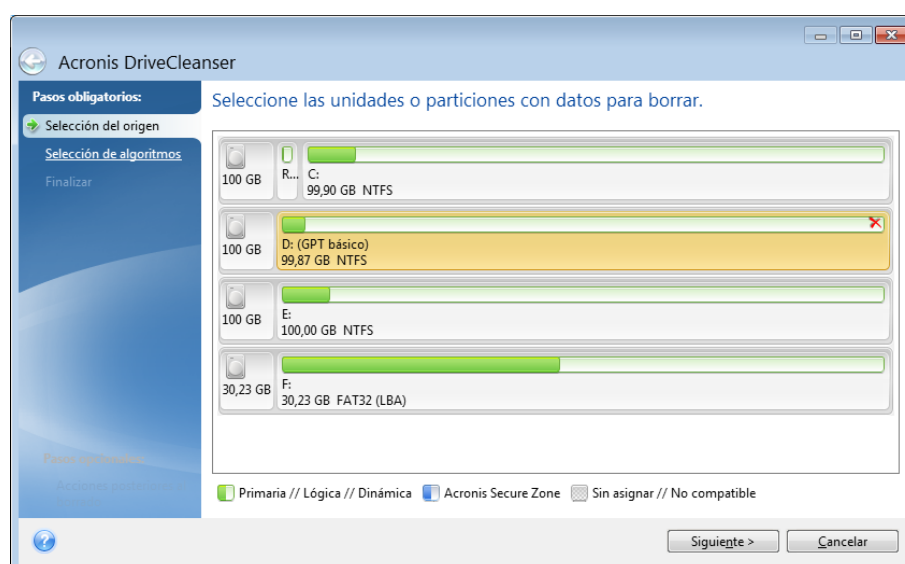 Acronis DriveCleanser
Pasos obligatorios:
Selección del origen
Selección de algoritmos
Finalizar
Seleccione las unidades o particiones con datos para borrar.
100 GB
R...
C:
99,90 GB NTFS
100 GB
D: (GPT básico)
99,87 GB NTFS
100 GB
E:
100,00 GB NTFS
30,23 GB
F:
30,23 GB FAT32 (LBA)
Primaria // Lógica // Dinámica
Acronis Secure Zone
Sin asignar // No compatible
Siguiente >
Cancelar